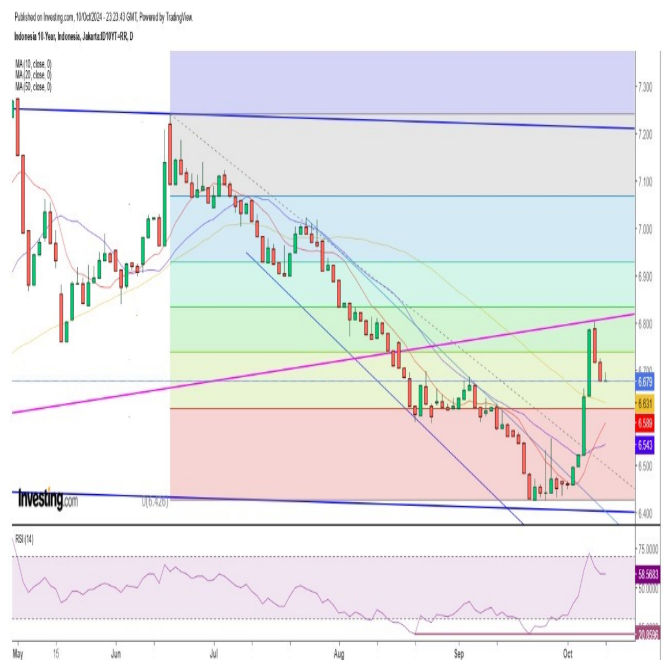 Published on Investing.com, 10/Oct/2024 - 23:23:43 GMT, Powered by TradingView.
Indonesia 10-Year, Indonesia, Jakarta:ID10YT=RR, D
MA (10, close, 0)
MA (20, close, 0)
MA (50, close, 0)
7.300
7.200
7.100
7.000
6.900
6.800
6.700
6.679
6.631
6.589
6.543
6.500
6.400
Investing.com
0(6.426)
RSI (14)
75.0000
58.5683
50.0000
20.8596
May
15
Jun
Jul
Aug
Sep
Oct